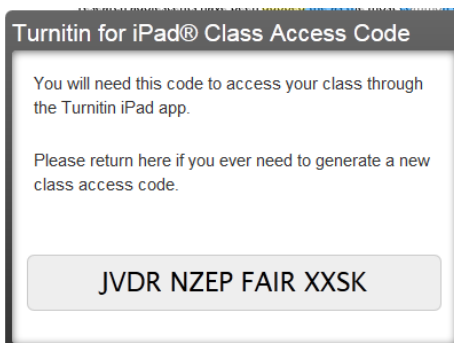 Turnitin for iPad® Class Access Code
You will need this code to access your class through
the Turnitin iPad app.
Please return here if you ever need to generate a new
class access code.
JVDR NZEP FAIR XXSK